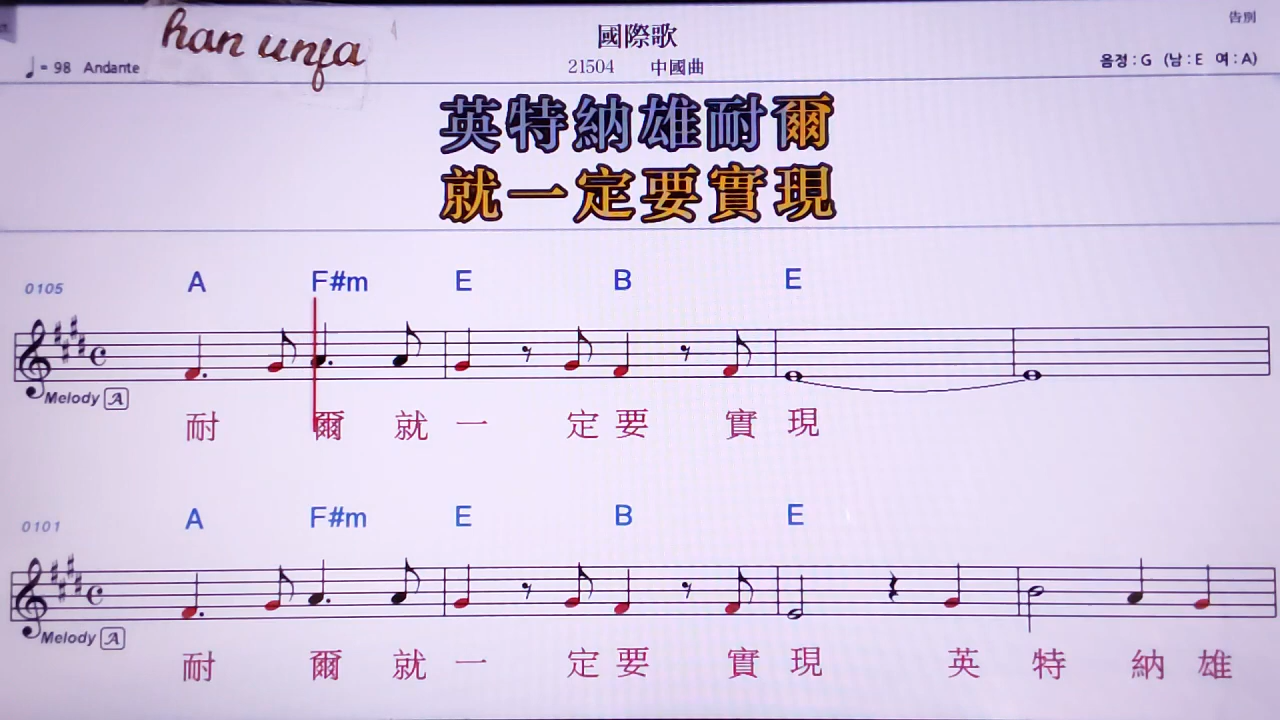 han unfa
國際歌
告別
♩= 98 Andante
21504 中國曲
음정 : G (남 : E 여 : A)
英特納雄耐爾
就一定要實現
0105 A F#m E B E
Melody A
耐 爾 就 一 定 要 實 現
0101 A F#m E B E
Melody A
耐 爾 就 一 定 要 實 現 英 特 納 雄